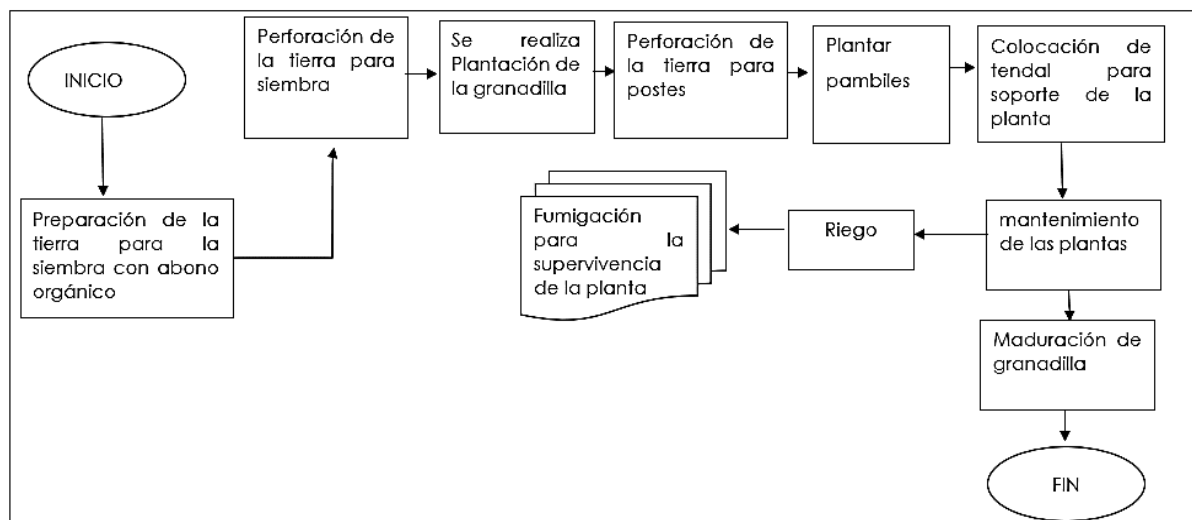 INICIO
Preparación de la
tierra para la
siembra con abono
orgánico
Perforación de
la tierra para
siembra
Se realiza
Plantación de
la granadilla
Perforación de
la tierra para
postes
Plantar
pambiles
Colocación de
tendal para
soporte de la
planta
mantenimiento
de las plantas
Riego
Fumigación
para la
supervivencia
de la planta
Maduración de
granadilla
FIN